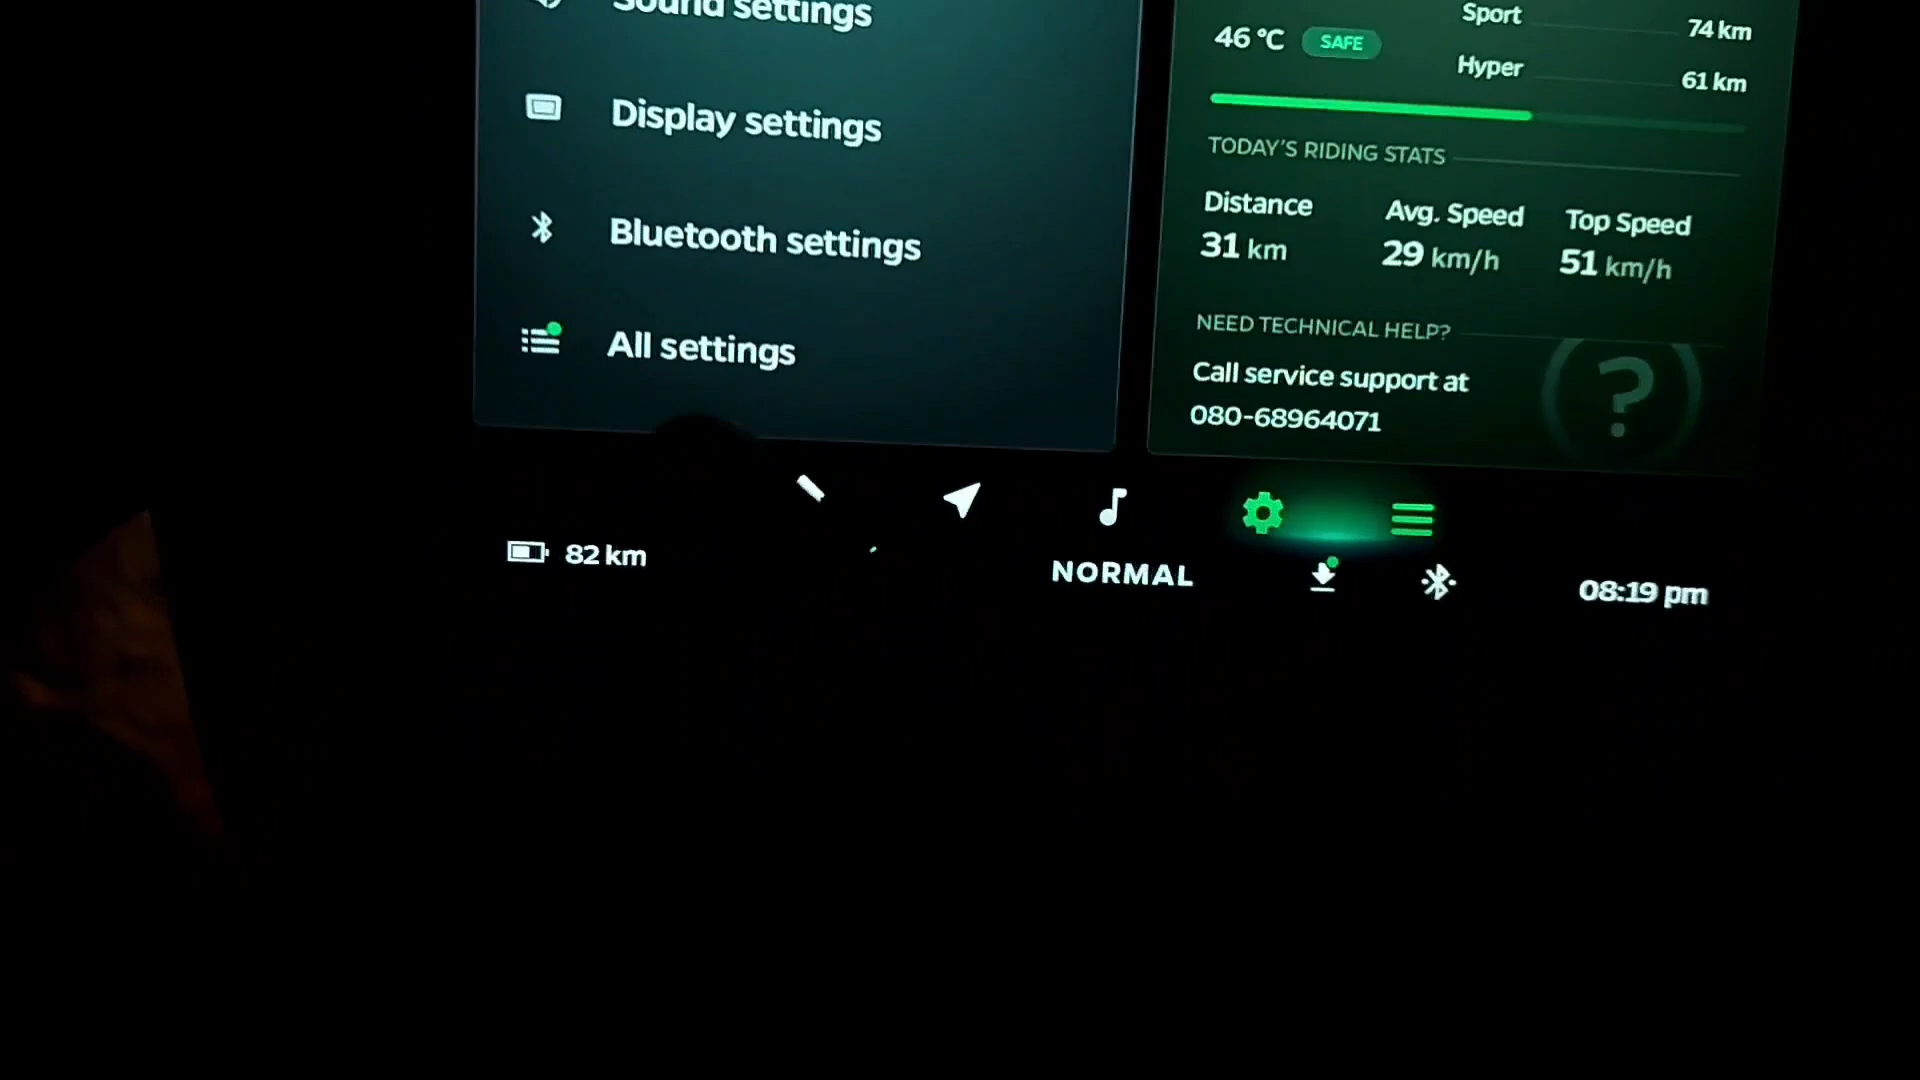 Sound settings
Display settings
Bluetooth settings
All settings
Sport 74 km
46 °C SAFE
Hyper 61 km
TODAY'S RIDING STATS
Distance Avg. Speed Top Speed
31 km 29 km/h 51 km/h
NEED TECHNICAL HELP?
Call service support at
080-68964071
?
82 km NORMAL 08:19 pm